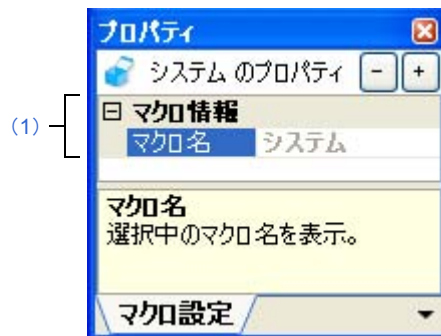 プロパティ
システム のプロパティ - +
(1)
マクロ情報
マクロ名 システム
マクロ名
選択中のマクロ名を表示。
マクロ設定